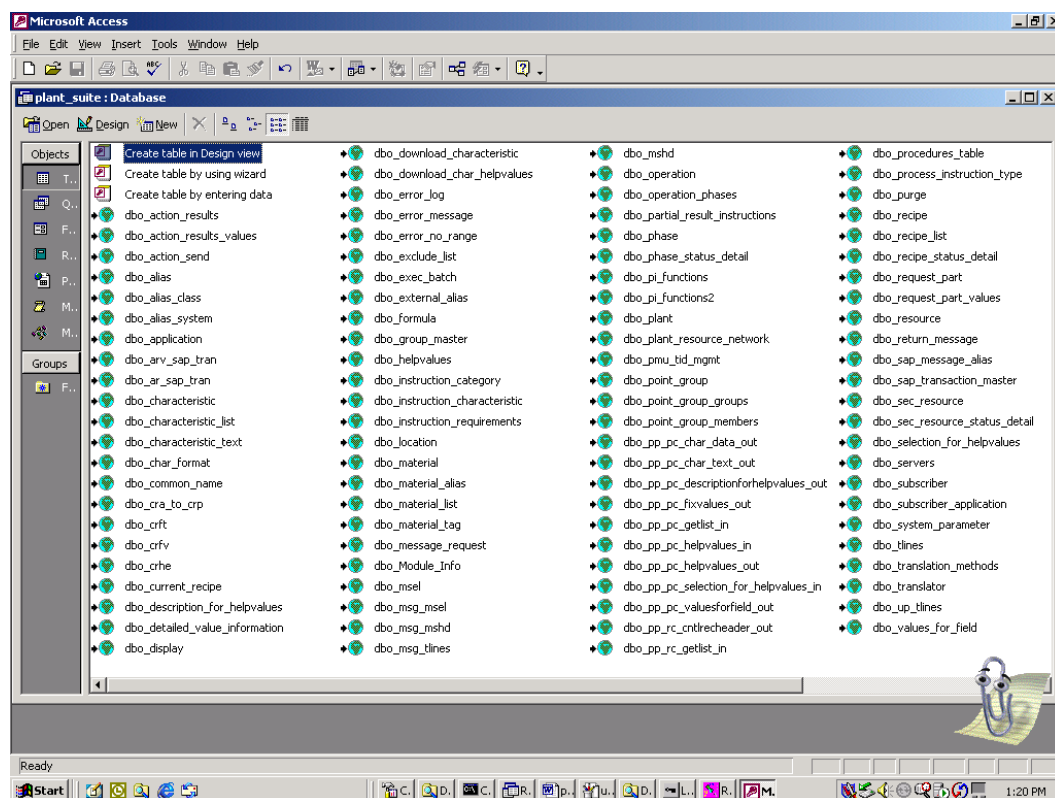 Microsoft Access
File Edit View Insert Tools Window Help
plant_suite : Database
Open Design New
Objects
T..
Q..
F..
R..
P..
M..
M..
Groups
F..
Create table in Design view
Create table by using wizard
Create table by entering data
dbo_action_results
dbo_action_results_values
dbo_action_send
dbo_alias
dbo_alias_class
dbo_alias_system
dbo_application
dbo_arv_sap_tran
dbo_ar_sap_tran
dbo_characteristic
dbo_characteristic_list
dbo_characteristic_text
dbo_char_format
dbo_common_name
dbo_cra_to_crp
dbo_crft
dbo_crfv
dbo_crhe
dbo_current_recipe
dbo_description_for_helpvalues
dbo_detailed_value_information
dbo_display
dbo_download_characteristic
dbo_download_char_helpvalues
dbo_error_log
dbo_error_message
dbo_error_no_range
dbo_exclude_list
dbo_exec_batch
dbo_external_alias
dbo_formula
dbo_group_master
dbo_helpvalues
dbo_instruction_category
dbo_instruction_characteristic
dbo_instruction_requirements
dbo_location
dbo_material
dbo_material_alias
dbo_material_list
dbo_material_tag
dbo_message_request
dbo_Module_Info
dbo_msel
dbo_msg_msel
dbo_msg_mshd
dbo_msg_tlines
dbo_mshd
dbo_operation
dbo_operation_phases
dbo_partial_result_instructions
dbo_phase
dbo_phase_status_detail
dbo_pi_functions
dbo_pi_functions2
dbo_plant
dbo_plant_resource_network
dbo_pmu_tid_mgmt
dbo_point_group
dbo_point_group_groups
dbo_point_group_members
dbo_pp_pc_char_data_out
dbo_pp_pc_char_text_out
dbo_pp_pc_descriptionforhelpvalues_out
dbo_pp_pc_fixvalues_out
dbo_pp_pc_getlist_in
dbo_pp_pc_helpvalues_in
dbo_pp_pc_helpvalues_out
dbo_pp_pc_selection_for_helpvalues_in
dbo_pp_pc_valuesforfield_out
dbo_pp_rc_cntlrecheader_out
dbo_pp_rc_getlist_in
dbo_procedures_table
dbo_process_instruction_type
dbo_purge
dbo_recipe
dbo_recipe_list
dbo_recipe_status_detail
dbo_request_part
dbo_request_part_values
dbo_resource
dbo_return_message
dbo_sap_message_alias
dbo_sap_transaction_master
dbo_sec_resource
dbo_sec_resource_status_detail
dbo_selection_for_helpvalues
dbo_servers
dbo_subscriber
dbo_subscriber_application
dbo_system_parameter
dbo_tlines
dbo_translation_methods
dbo_translator
dbo_up_tlines
dbo_values_for_field
Ready
Start C.. D.. C.. R.. p.. u.. D.. L.. R.. M. 1:20 PM